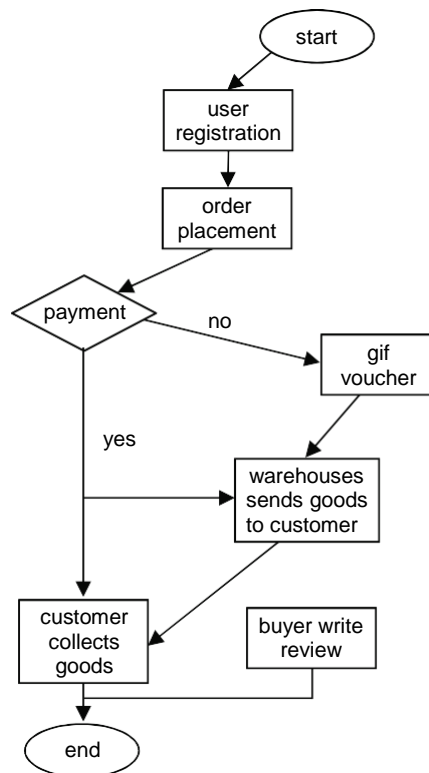 start
user
registration
order
placement
payment
no
gif
voucher
yes
warehouses
sends goods
to customer
customer
collects
goods
buyer write
review
end